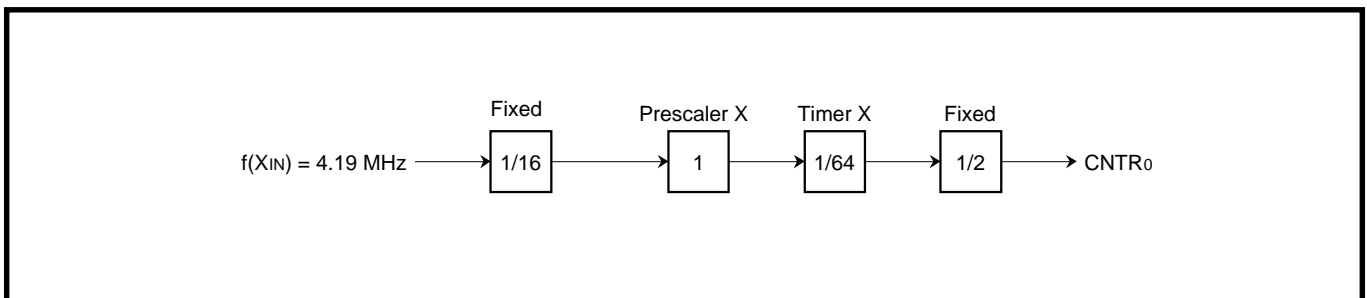 Fixed
Prescaler X
Timer X
Fixed
f(XIN) = 4.19 MHz
1/16
1
1/64
1/2
CNTR0